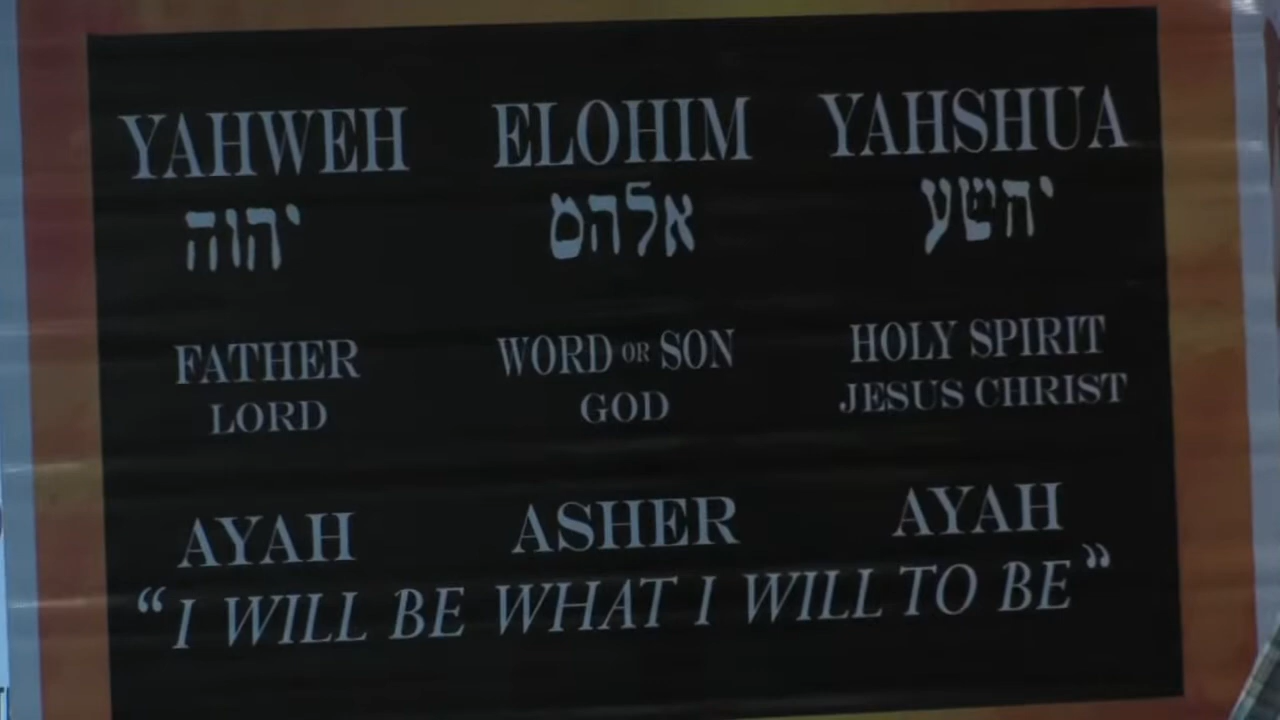 YAHWEH ELOHIM YAHSHUA
יהוה אלהם יהשע
FATHER WORD OR SON HOLY SPIRIT
LORD GOD JESUS CHRIST
AYAH ASHER AYAH
“I WILL BE WHAT I WILL TO BE”